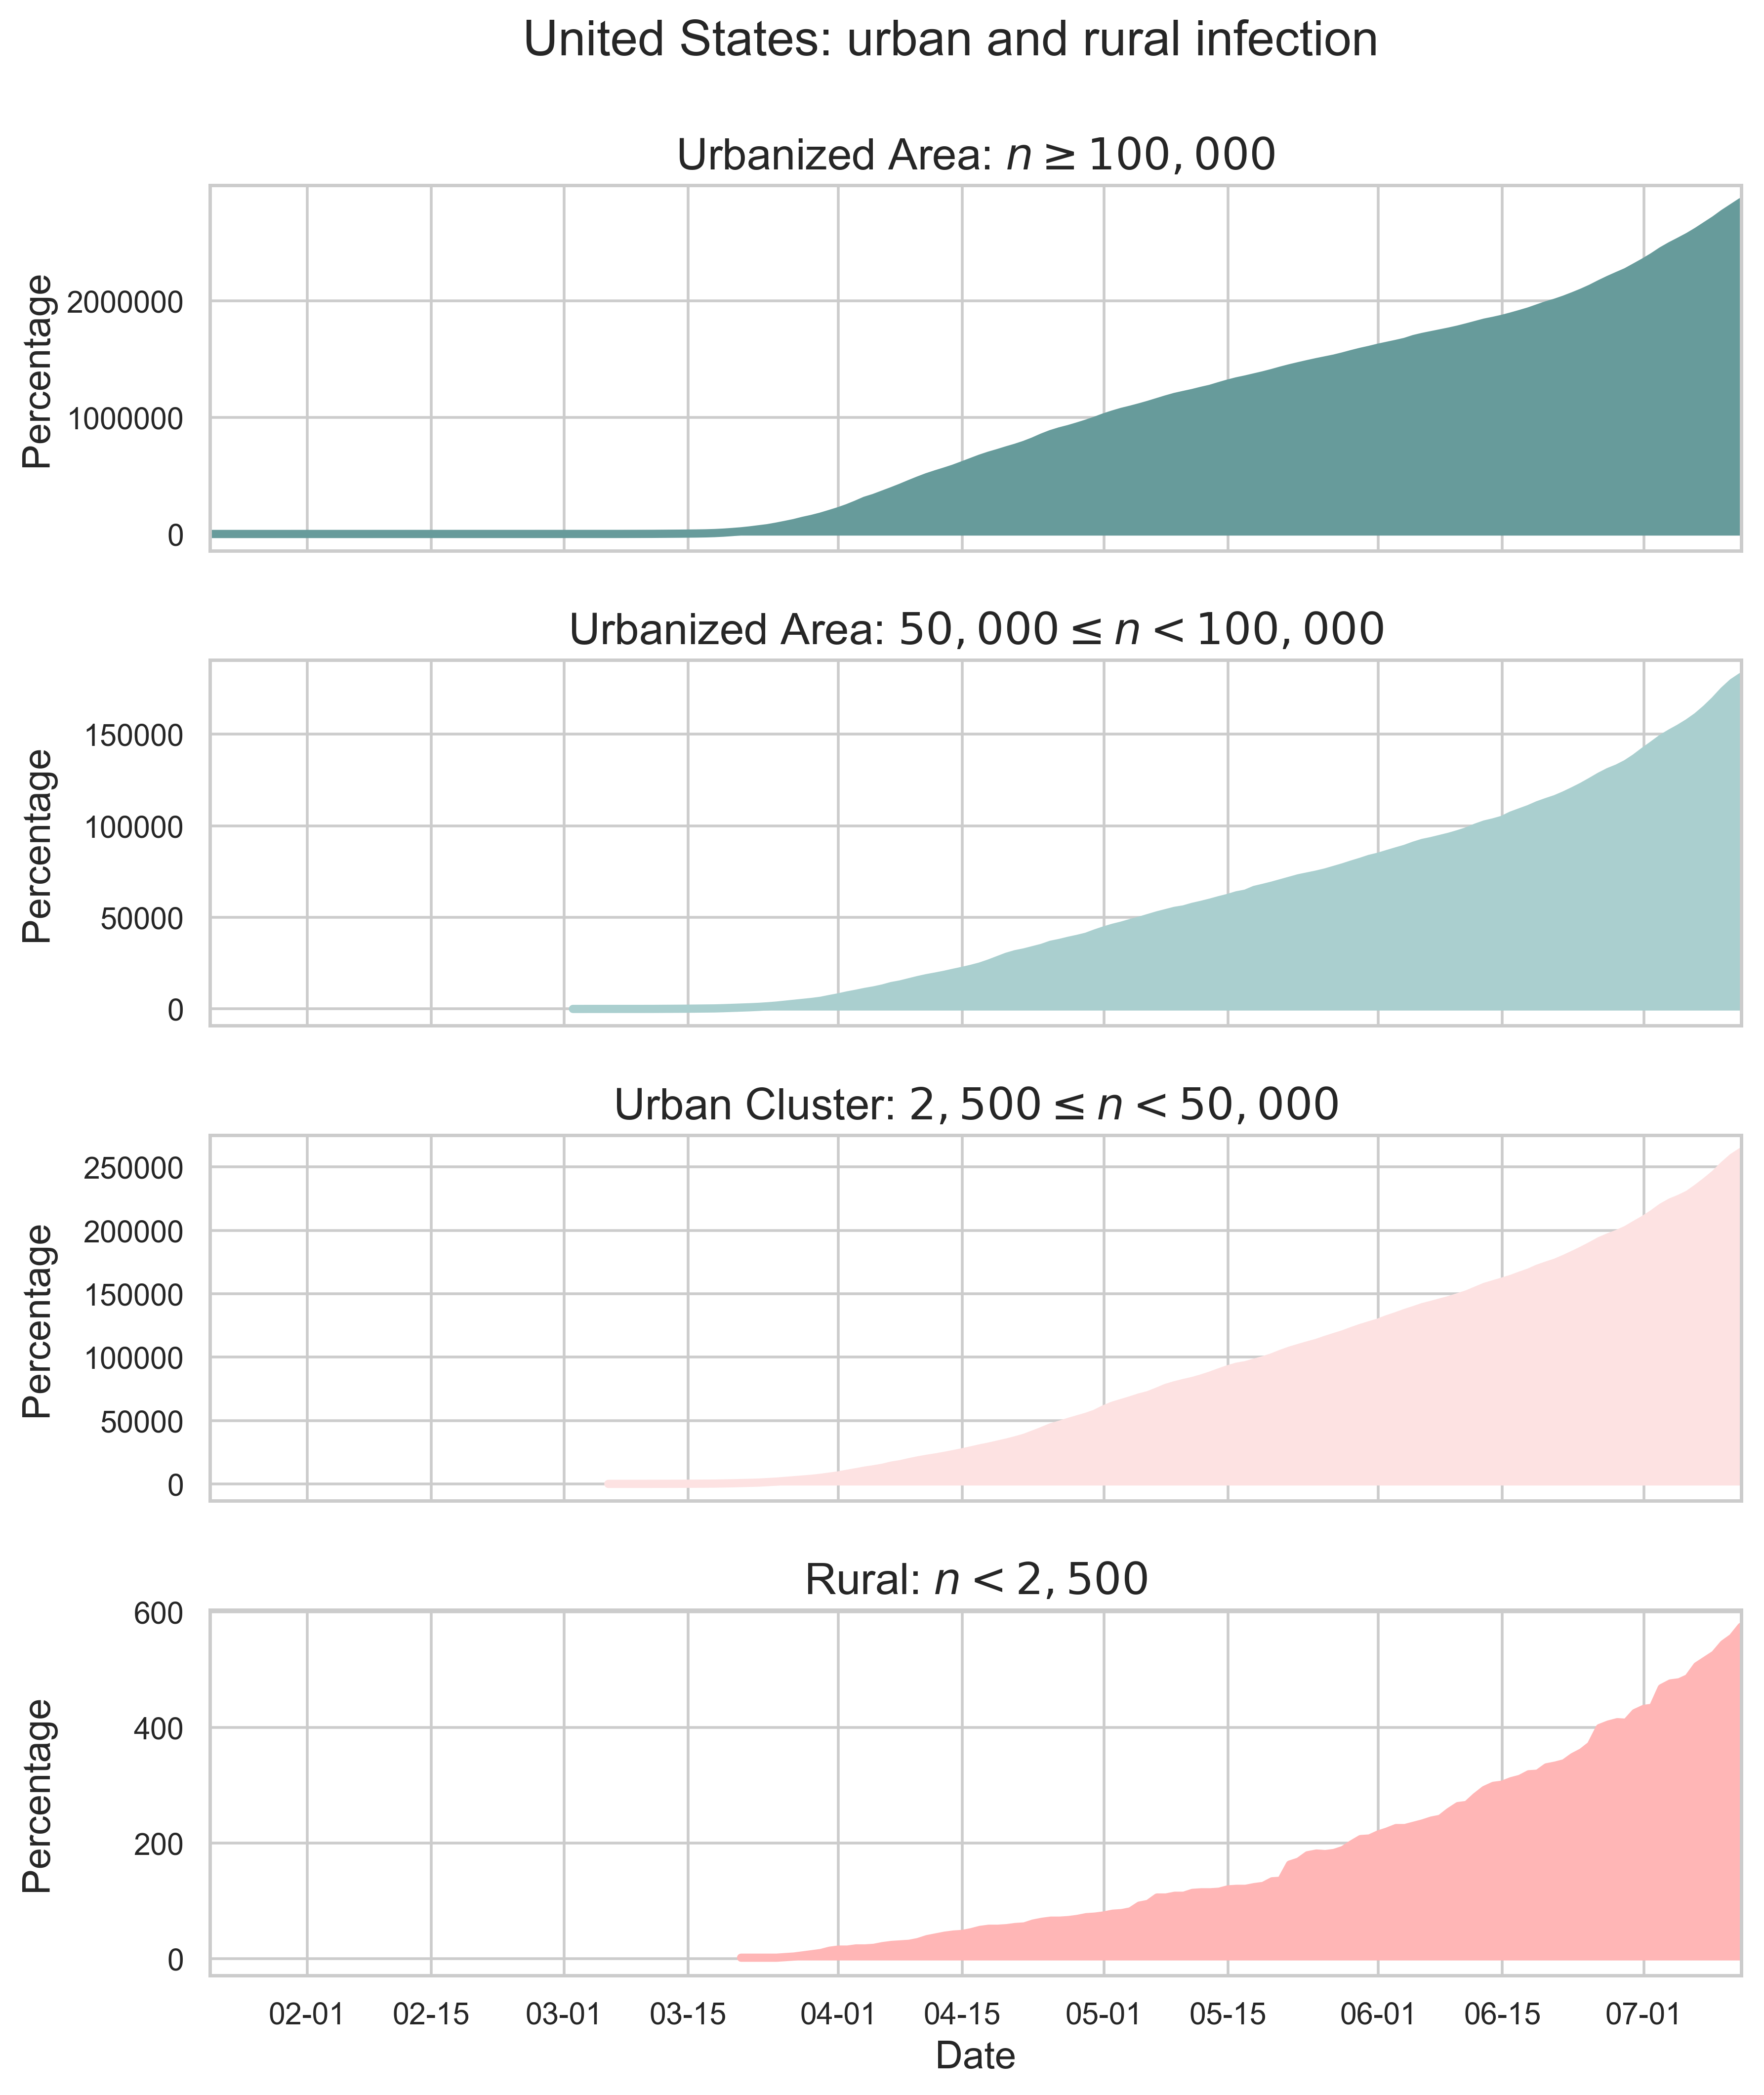 United States: urban and rural infection
Urbanized Area: n ≥ 100,000
Percentage
2000000
1000000
0
Urbanized Area: 50,000 ≤ n < 100,000
Percentage
150000
100000
50000
0
Urban Cluster: 2,500 ≤ n < 50,000
Percentage
250000
200000
150000
100000
50000
0
Rural: n < 2,500
Percentage
600
400
200
0
02-01 02-15 03-01 03-15 04-01 04-15 05-01 05-15 06-01 06-15 07-01
Date